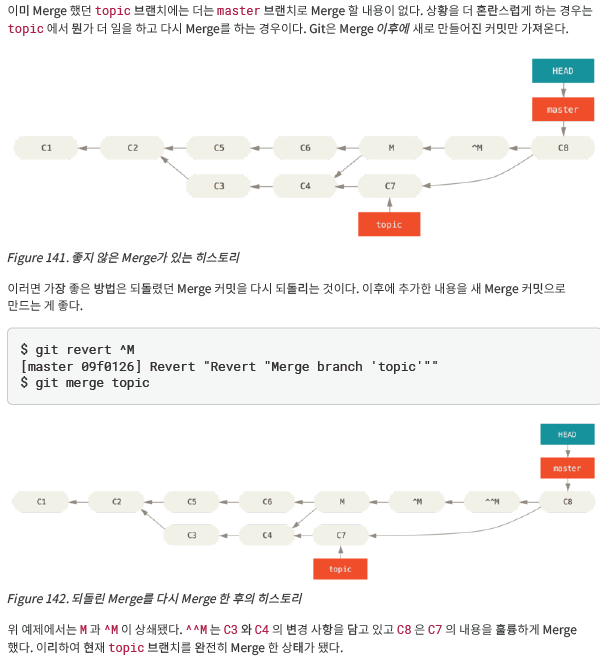 이미 Merge 했던 topic 브랜치에는 더는 master 브랜치로 Merge 할 내용이 없다. 상황을 더 혼란스럽게 하는 경우는
topic 에서 뭔가 더 일을 하고 다시 Merge를 하는 경우이다. Git은 Merge 이후에 새로 만들어진 커밋만 가져온다.
HEAD
master
C1 C2 C5 C6 M ^M C8
C3 C4 C7
topic
Figure 141. 좋지 않은 Merge가 있는 히스토리
이러면 가장 좋은 방법은 되돌렸던 Merge 커밋을 다시 되돌리는 것이다. 이후에 추가한 내용을 새 Merge 커밋으로
만드는 게 좋다.
$ git revert ^M
[master 09f0126] Revert "Revert "Merge branch 'topic'""
$ git merge topic
HEAD
master
C1 C2 C5 C6 M ^M ^^M C8
C3 C4 C7
topic
Figure 142. 되돌린 Merge를 다시 Merge 한 후의 히스토리
위 예제에서는 M 과 ^M 이 상쇄됐다. ^^M 는 C3 와 C4 의 변경 사항을 담고 있고 C8 은 C7 의 내용을 훌륭하게 Merge
했다. 이리하여 현재 topic 브랜치를 완전히 Merge 한 상태가 됐다.